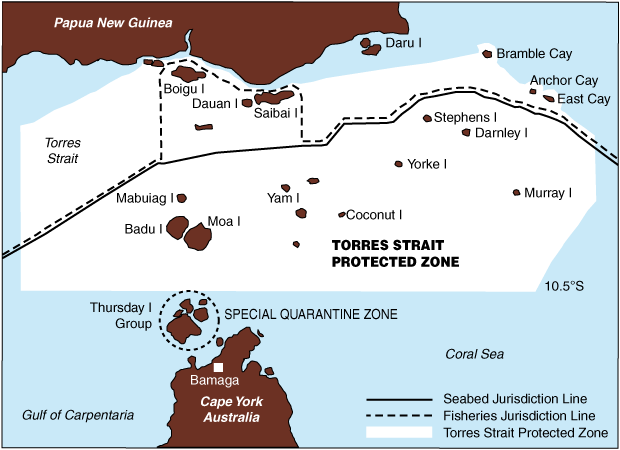 Papua New Guinea
Daru I
Bramble Cay
Anchor Cay
East Cay
Boigu I
Dauan I
Saibai I
Stephens I
Darnley I
Torres
Strait
Yorke I
Mabuiag I
Yam I
Murray I
Badu I
Moa I
Coconut I
TORRES STRAIT
PROTECTED ZONE
10.5°S
Thursday I
Group
SPECIAL QUARANTINE ZONE
Coral Sea
Bamaga
Cape York
Australia
Gulf of Carpentaria
Seabed Jurisdiction Line
Fisheries Jurisdiction Line
Torres Strait Protected Zone